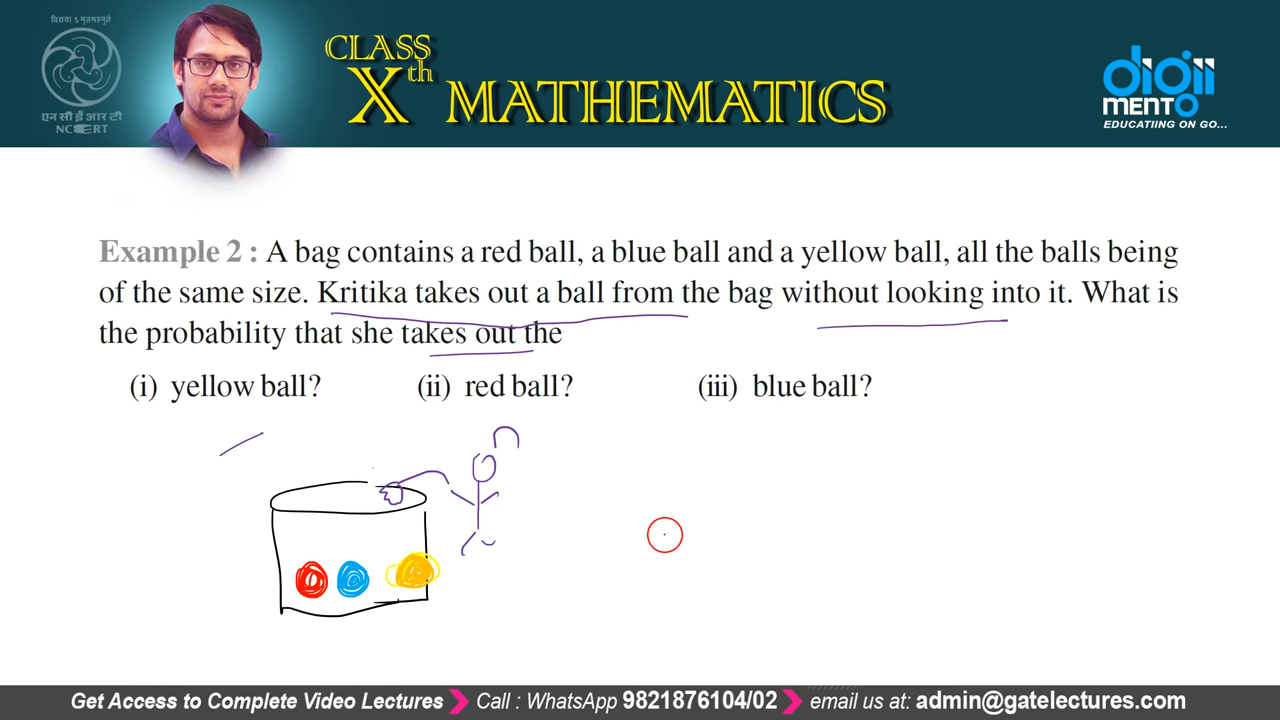 विद्यया ऽ मृतमश्नुते
एन सी ई आर टी
NCERT
CLASS
Xth MATHEMATICS
digii
MENTO
EDUCATIING ON GO...
Example 2 : A bag contains a red ball, a blue ball and a yellow ball, all the balls being
of the same size. Kritika takes out a ball from the bag without looking into it. What is
the probability that she takes out the
(i) yellow ball? (ii) red ball? (iii) blue ball?
Get Access to Complete Video Lectures Call : WhatsApp 9821876104/02 email us at: admin@gatelectures.com